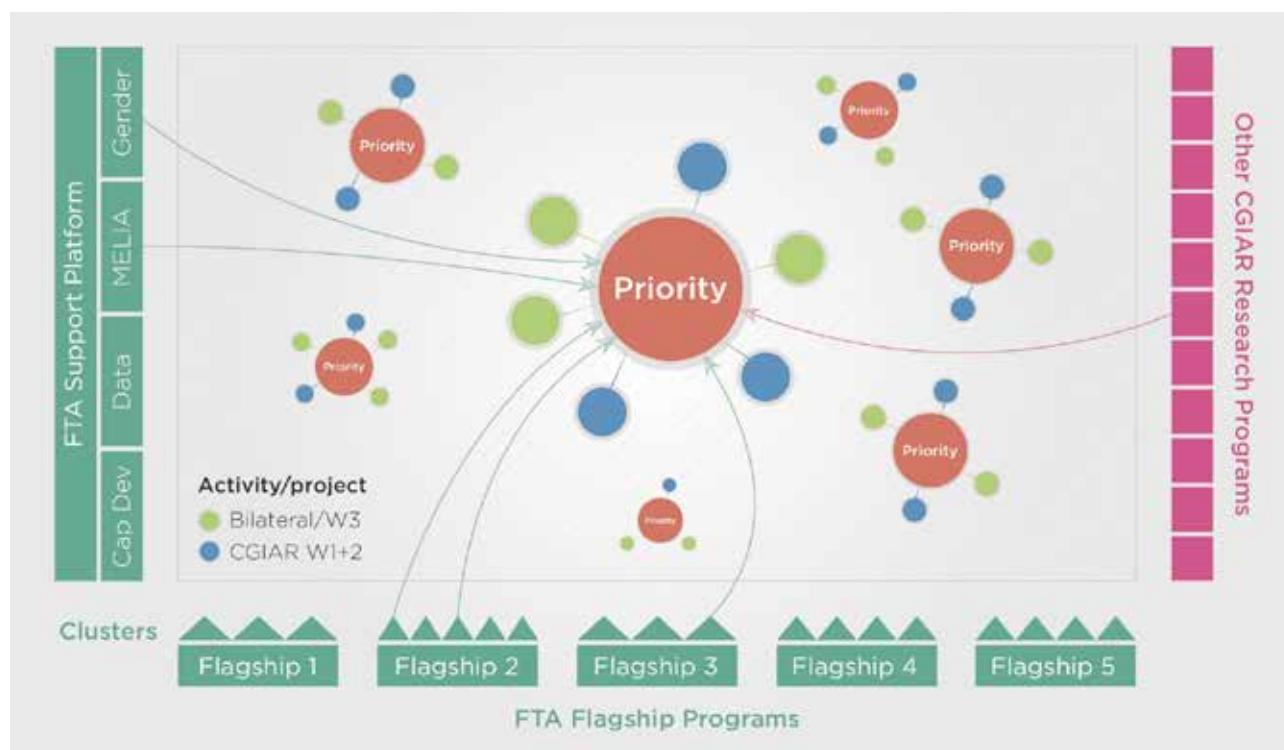 FTA Support Platform
Gender
MELIA
Data
Cap Dev
Priority
Priority
Priority
Priority
Priority
Priority
Priority
Activity/project
Bilateral/W3
CGIAR W1+2
Other CGIAR Research Programs
Clusters
Flagship 1
Flagship 2
Flagship 3
Flagship 4
Flagship 5
FTA Flagship Programs